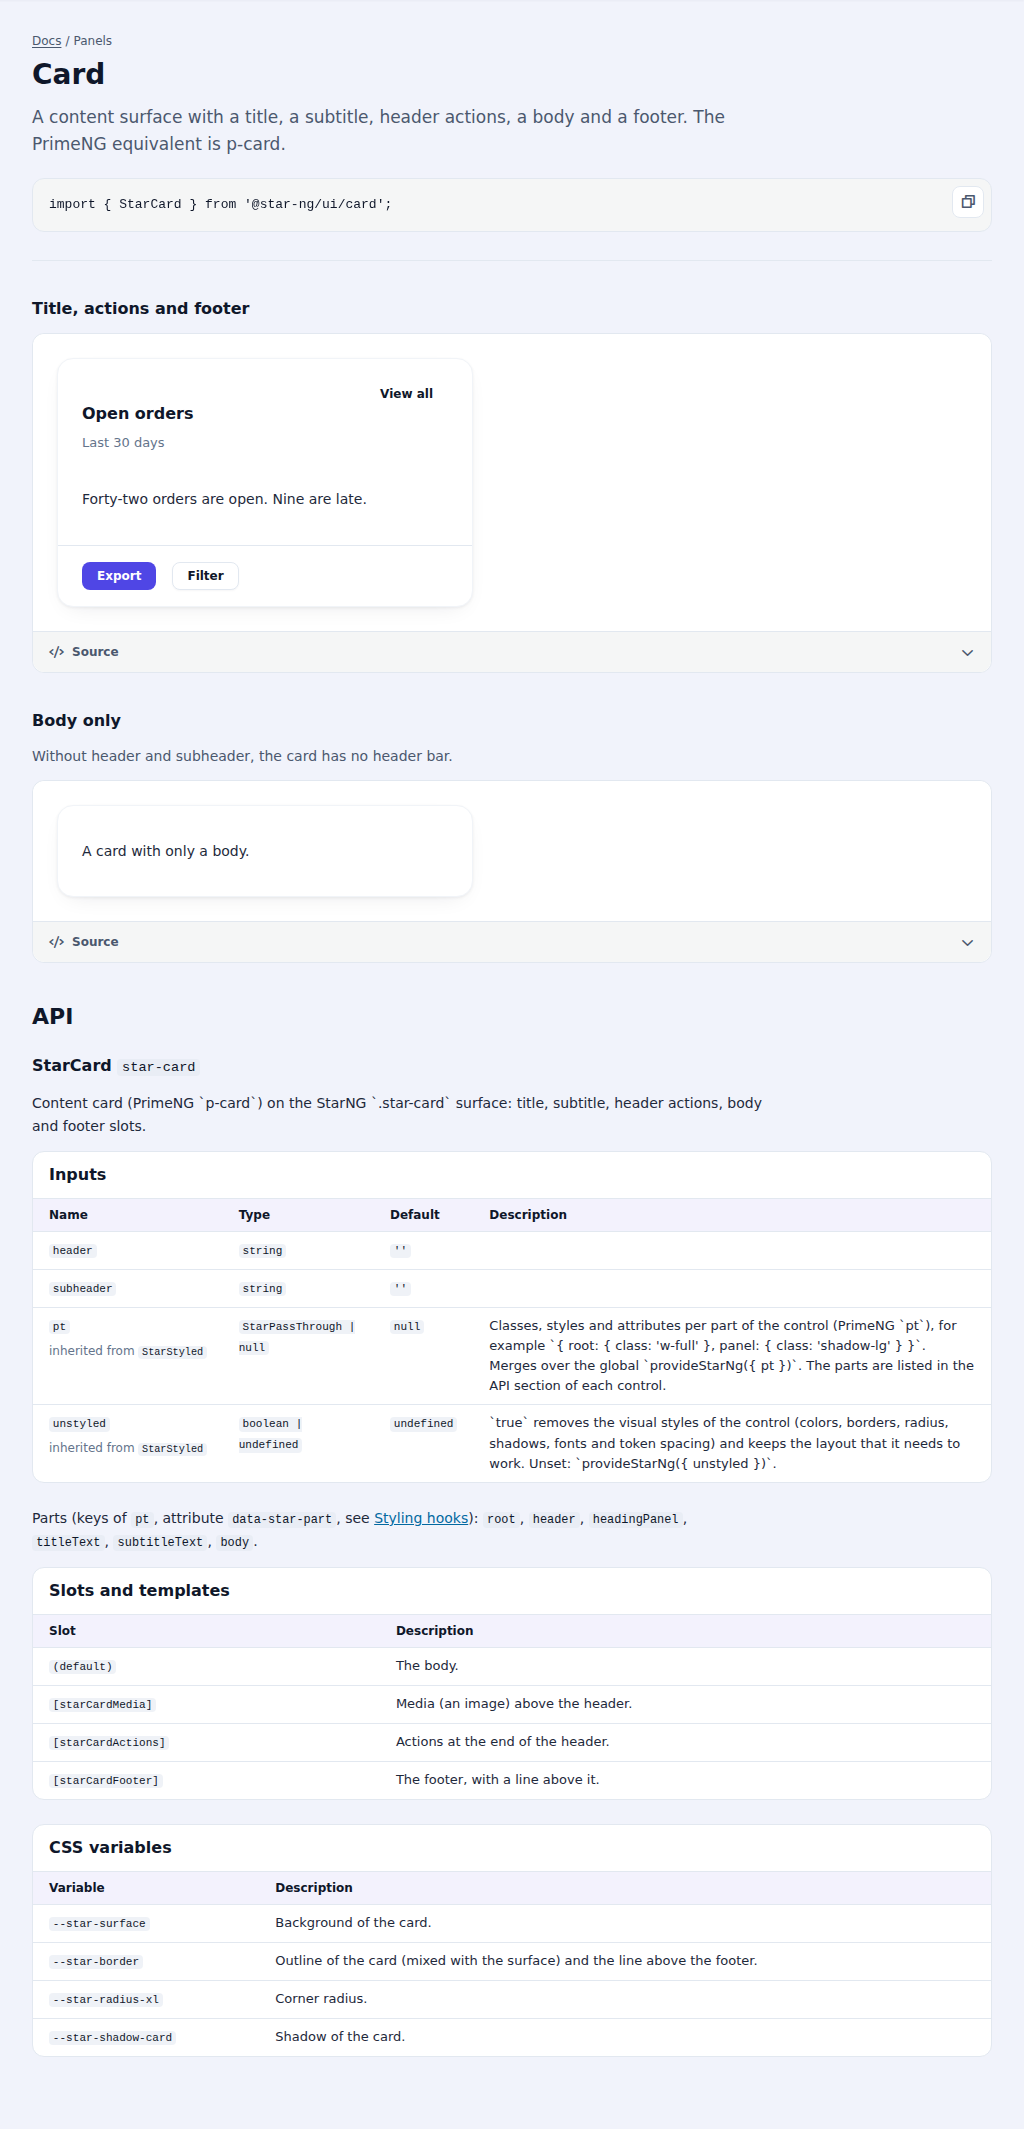 Docs / Panels
Card
A content surface with a title, a subtitle, header actions, a body and a footer. The
PrimeNG equivalent is p-card.
import { StarCard } from '@star-ng/ui/card';
Title, actions and footer
View all
Open orders
Last 30 days
Forty-two orders are open. Nine are late.
Export Filter
</> Source
Body only
Without header and subheader, the card has no header bar.
A card with only a body.
</> Source
API
StarCard star-card
Content card (PrimeNG `p-card`) on the StarNG `.star-card` surface: title, subtitle, header actions, body
and footer slots.
Inputs
Name Type Default Description
header string ''
subheader string ''
pt StarPassThrough | null Classes, styles and attributes per part of the control (PrimeNG `pt`), for
inherited from StarStyled null example `{ root: { class: 'w-full' }, panel: { class: 'shadow-lg' } }`.
Merges over the global `provideStarNg({ pt })`. The parts are listed in the
API section of each control.
unstyled boolean | undefined `true` removes the visual styles of the control (colors, borders, radius,
inherited from StarStyled undefined shadows, fonts and token spacing) and keeps the layout that it needs to
work. Unset: `provideStarNg({ unstyled })`.
Parts (keys of pt, attribute data-star-part, see Styling hooks): root, header, headingPanel,
titleText, subtitleText, body.
Slots and templates
Slot Description
(default) The body.
[starCardMedia] Media (an image) above the header.
[starCardActions] Actions at the end of the header.
[starCardFooter] The footer, with a line above it.
CSS variables
Variable Description
--star-surface Background of the card.
--star-border Outline of the card (mixed with the surface) and the line above the footer.
--star-radius-xl Corner radius.
--star-shadow-card Shadow of the card.